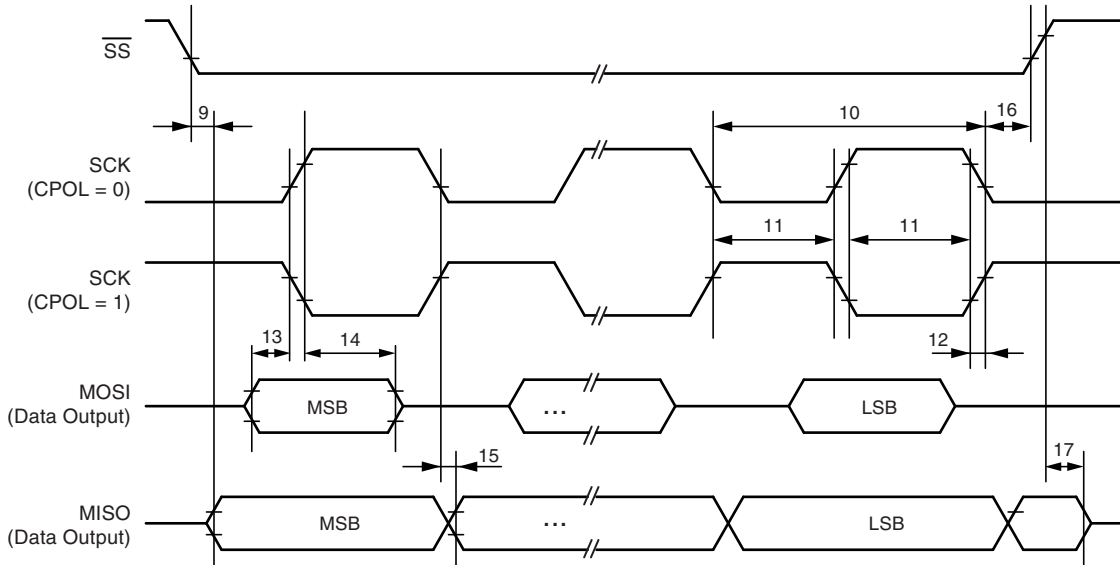 SS
9
10
16
SCK
(CPOL = 0)
11
11
SCK
(CPOL = 1)
13
14
12
MOSI
(Data Output)
MSB
...
LSB
15
17
MISO
(Data Output)
MSB
...
LSB